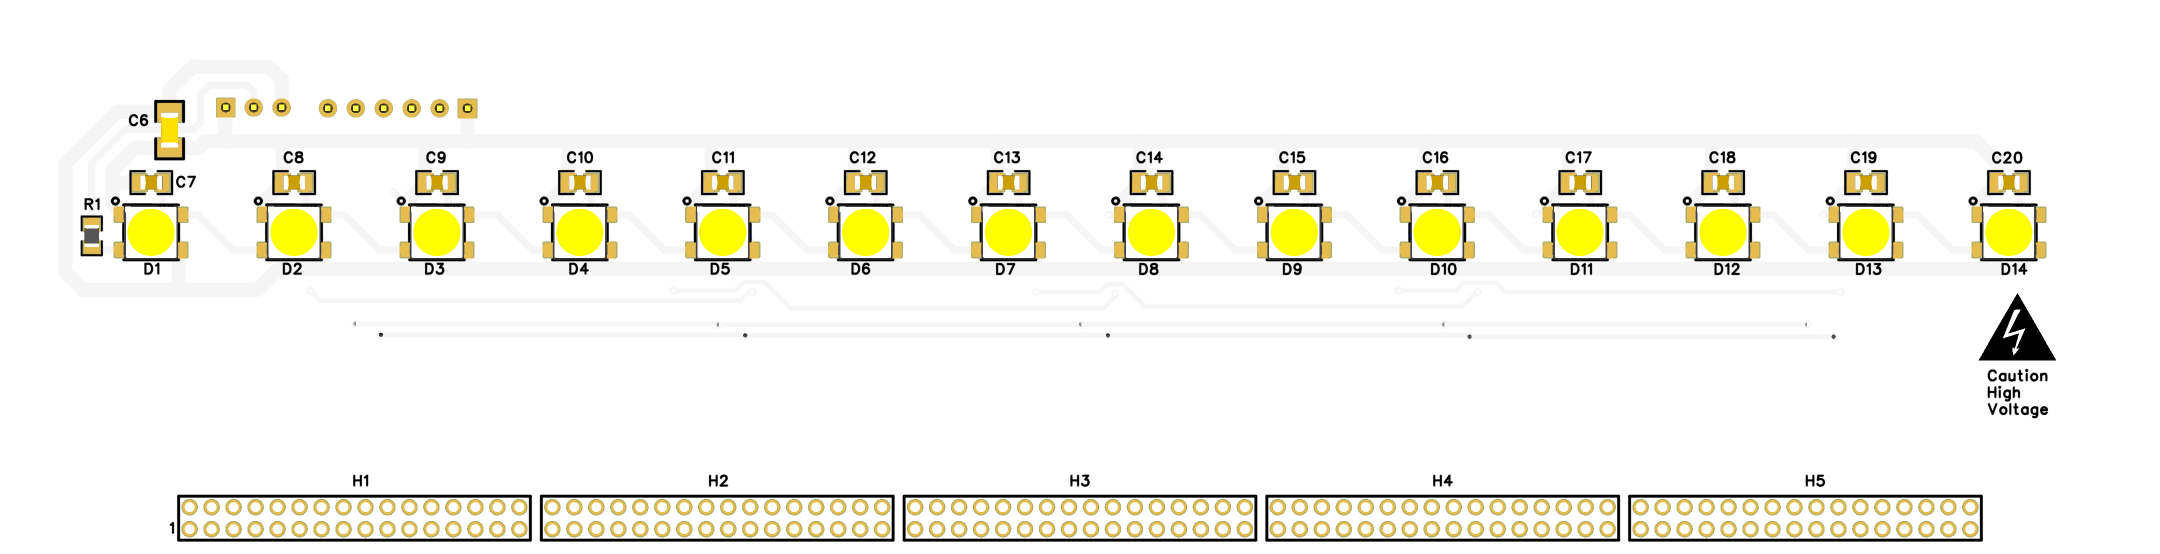 C6
C8 C9 C10 C11 C12 C13 C14 C15 C16 C17 C18 C19 C20
C7
R1
D1 D2 D3 D4 D5 D6 D7 D8 D9 D10 D11 D12 D13 D14
Caution
High
Voltage
H1 H2 H3 H4 H5
1